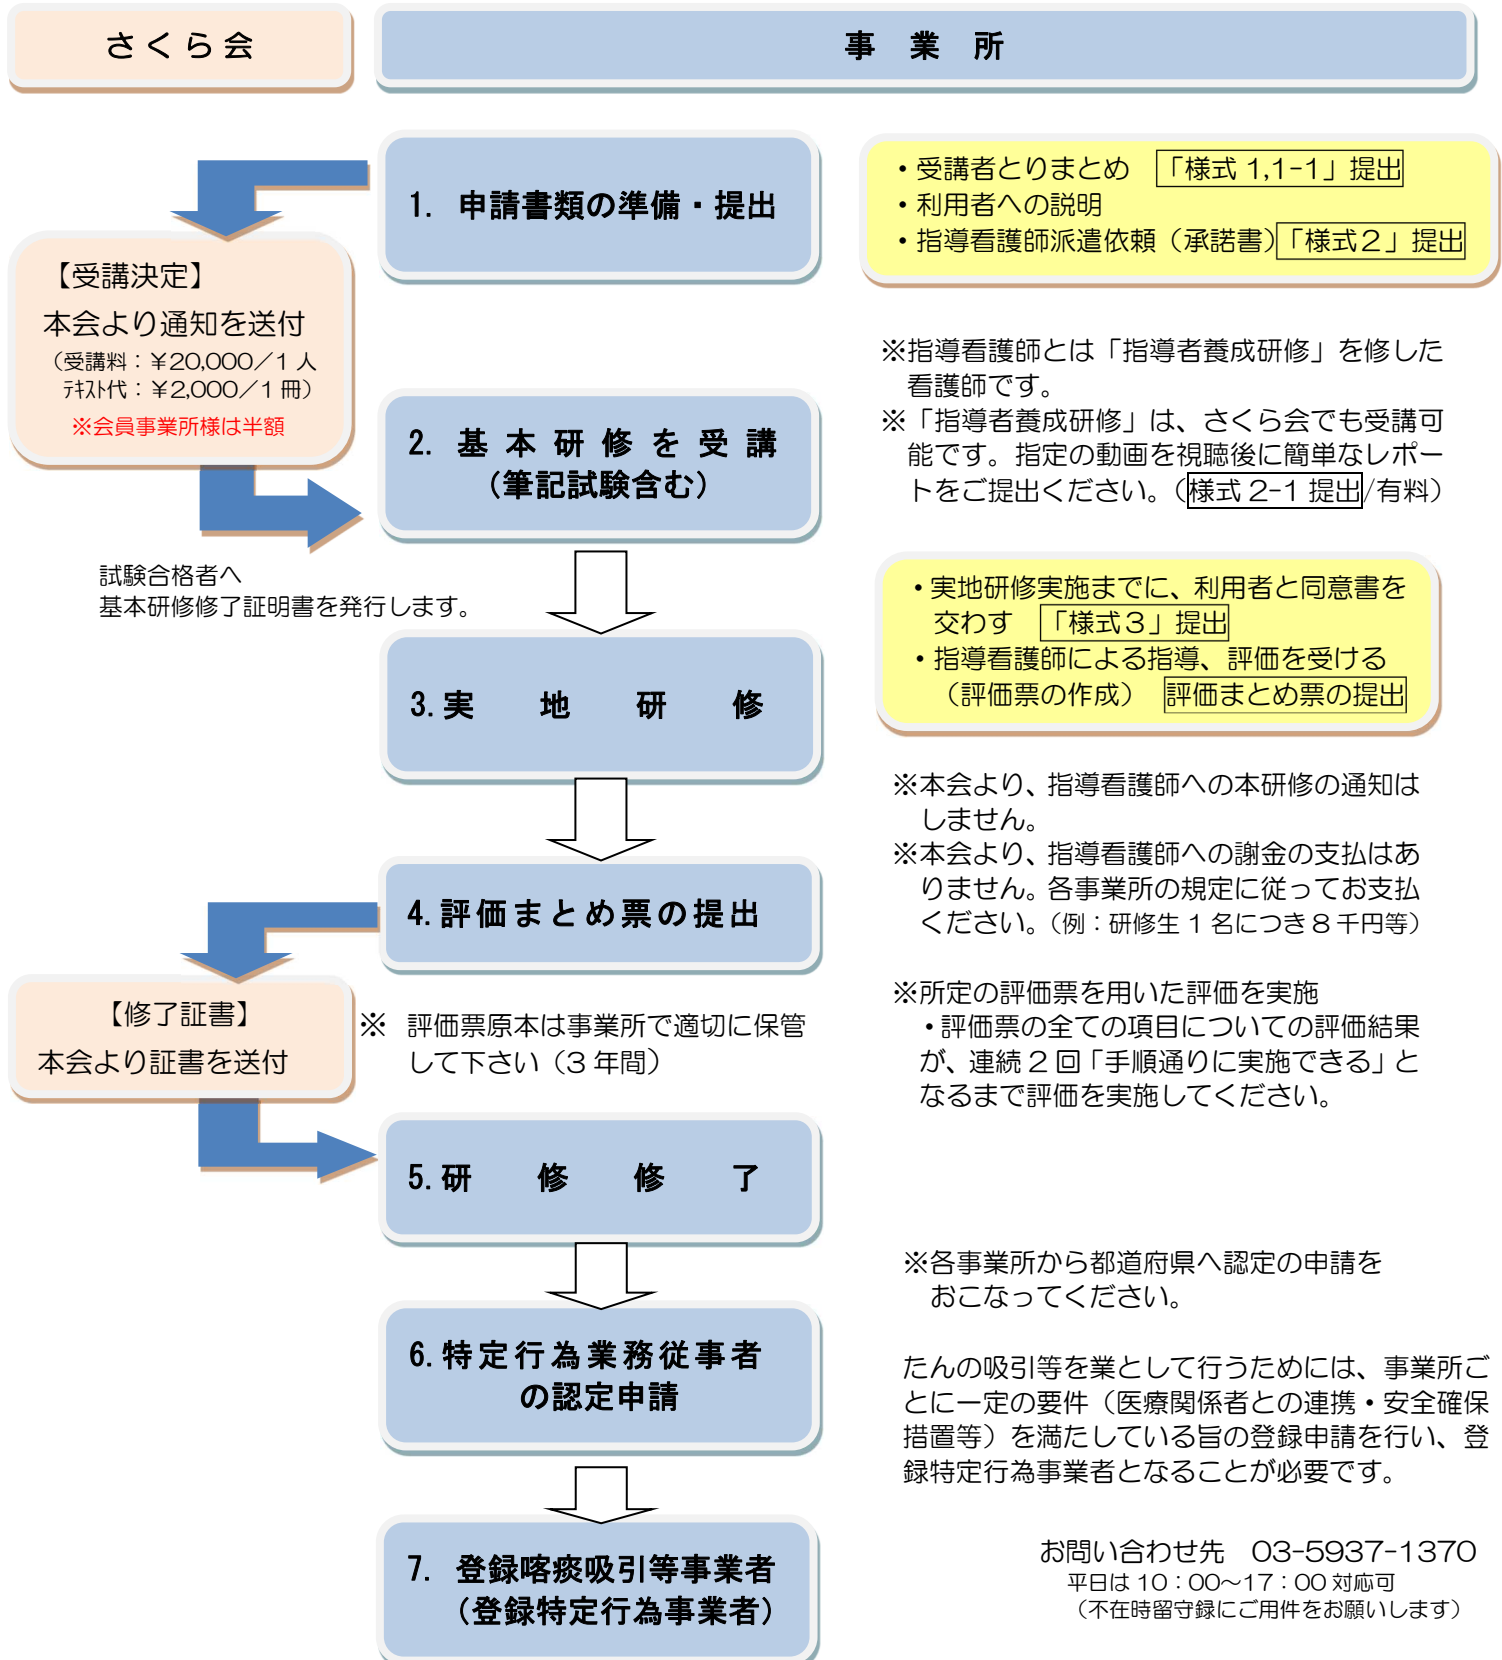 さくら会
事　業　所
1. 申請書類の準備・提出
・受講者とりまとめ　「様式 1,1-1」提出
・利用者への説明
・指導看護師派遣依頼（承諾書）「様式２」提出
【受講決定】
本会より通知を送付
（受講料：￥20,000／1 人
ﾃｷｽﾄ代：￥2,000／1 冊）
※会員事業所様は半額
※指導看護師とは「指導者養成研修」を修した
看護師です。
※「指導者養成研修」は、さくら会でも受講可
能です。指定の動画を視聴後に簡単なレポー
トをご提出ください。（様式 2-1 提出/有料）
2. 基 本 研 修 を 受 講
（筆記試験含む）
試験合格者へ
基本研修修了証明書を発行します。
・実地研修実施までに、利用者と同意書を
交わす　「様式３」提出
・指導看護師による指導、評価を受ける
（評価票の作成）　評価まとめ票の提出
3.実　地　研　修
※本会より、指導看護師への本研修の通知は
しません。
※本会より、指導看護師への謝金の支払はあ
りません。各事業所の規定に従ってお支払
ください。（例：研修生 1 名につき８千円等）
4.評価まとめ票の提出
【修了証書】
本会より証書を送付
※　評価票原本は事業所で適切に保管
して下さい（3 年間）
※所定の評価票を用いた評価を実施
・評価票の全ての項目についての評価結果
が、連続 2 回「手順通りに実施できる」と
なるまで評価を実施してください。
5.研　修　修　了
※各事業所から都道府県へ認定の申請を
おこなってください。
6.特定行為業務従事者
の認定申請
たんの吸引等を業として行うためには、事業所ご
とに一定の要件（医療関係者との連携・安全確保
措置等）を満たしている旨の登録申請を行い、登
録特定行為事業者となることが必要です。
7. 登録喀痰吸引等事業者
（登録特定行為事業者）
お問い合わせ先　03-5937-1370
平日は 10：00～17：00 対応可
（不在時留守録にご用件をお願いします）